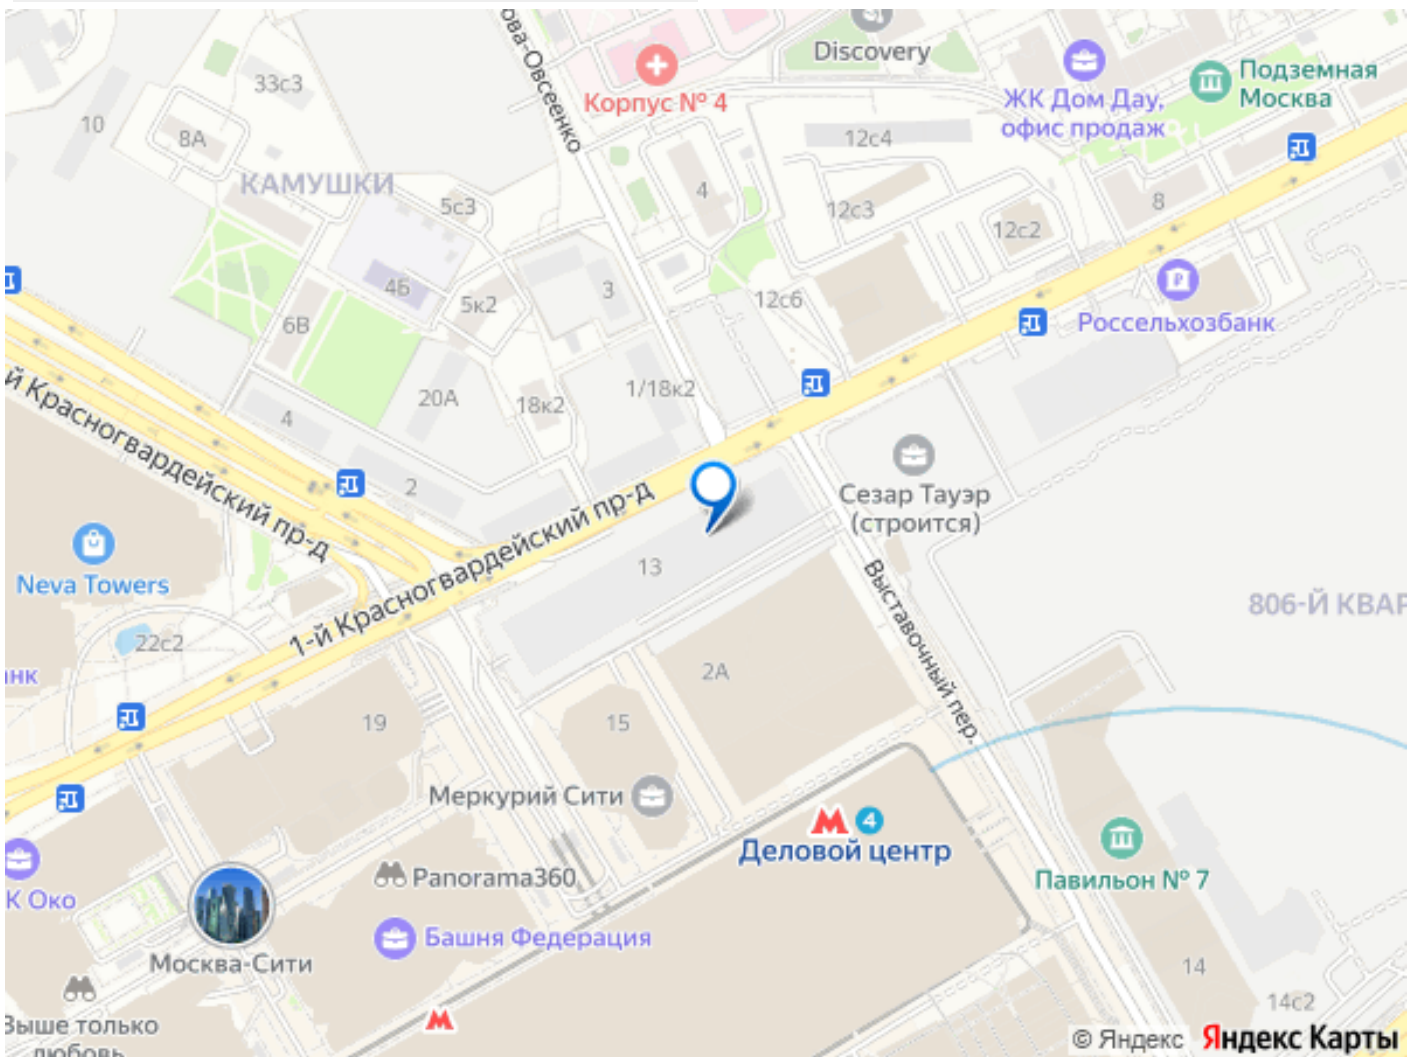 ова-Овсеенко
Discovery
Корпус № 4
ЖК Дом Дау,
офис продаж
Подземная
Москва
33с3
10
8А
КАМУШКИ
5с3
4
12с4
12с3
12с2
8
4Б
5к2
3
12с6
6В
Россельхозбанк
20А
18к2
1/18к2
4
2
й Красногвардейский пр-д
1-й Красногвардейский пр-д
Сезар Тауэр
(строится)
13
Neva Towers
22с2
Выставочный пер.
806-Й КВАР
2А
анк
19
15
Меркурий Сити
М 4
Деловой центр
Павильон № 7
К Око
Panorama360
Башня Федерация
Москва-Сити
14
14с2
М
Выше только
любовь
© Яндекс Яндекс Карты